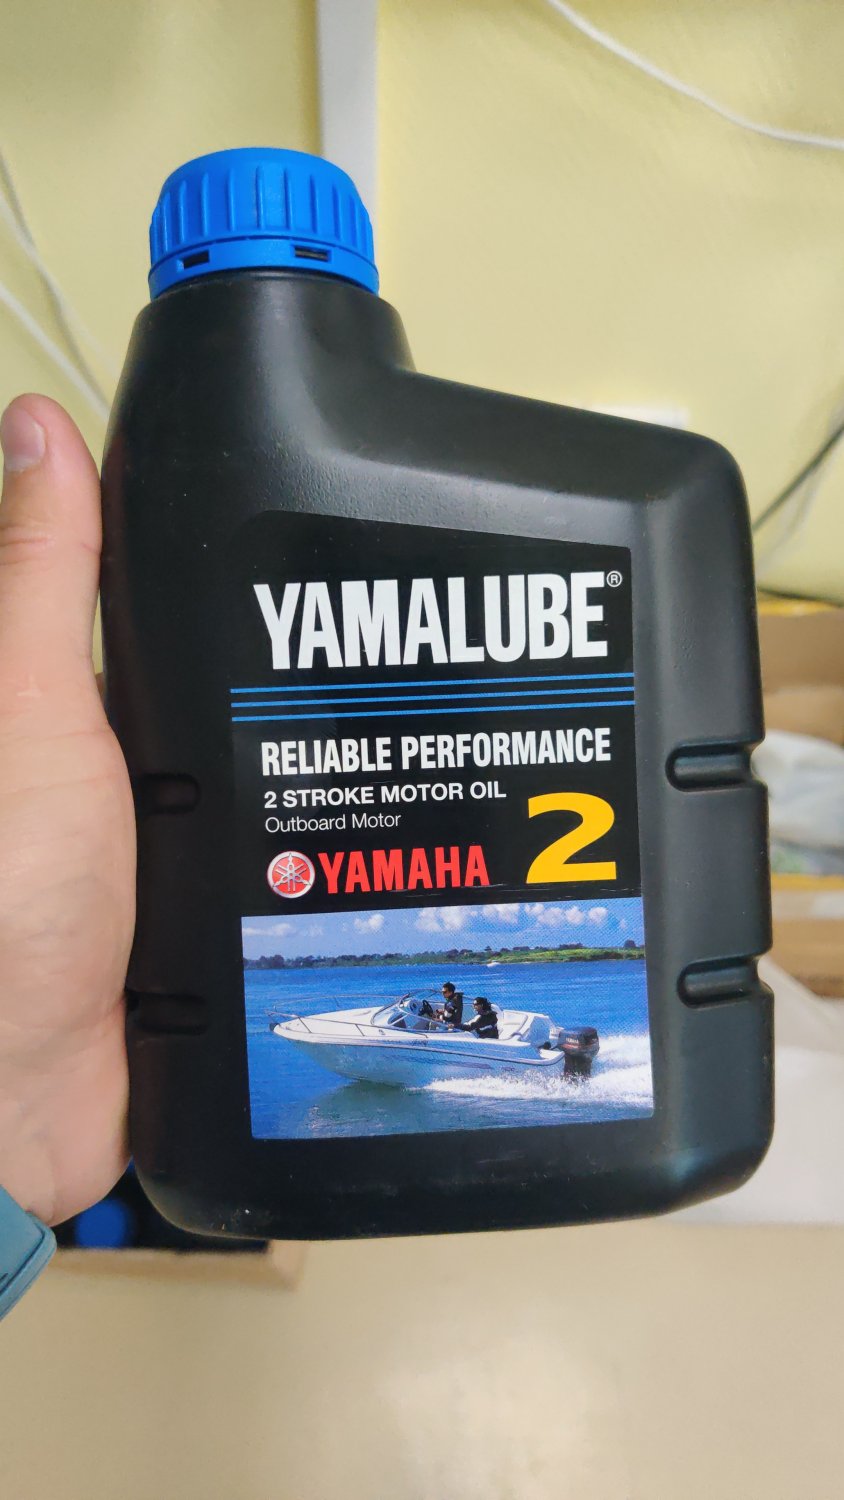 YAMALUBE®
RELIABLE PERFORMANCE
2 STROKE MOTOR OIL
Outboard Motor
2
YAMAHA